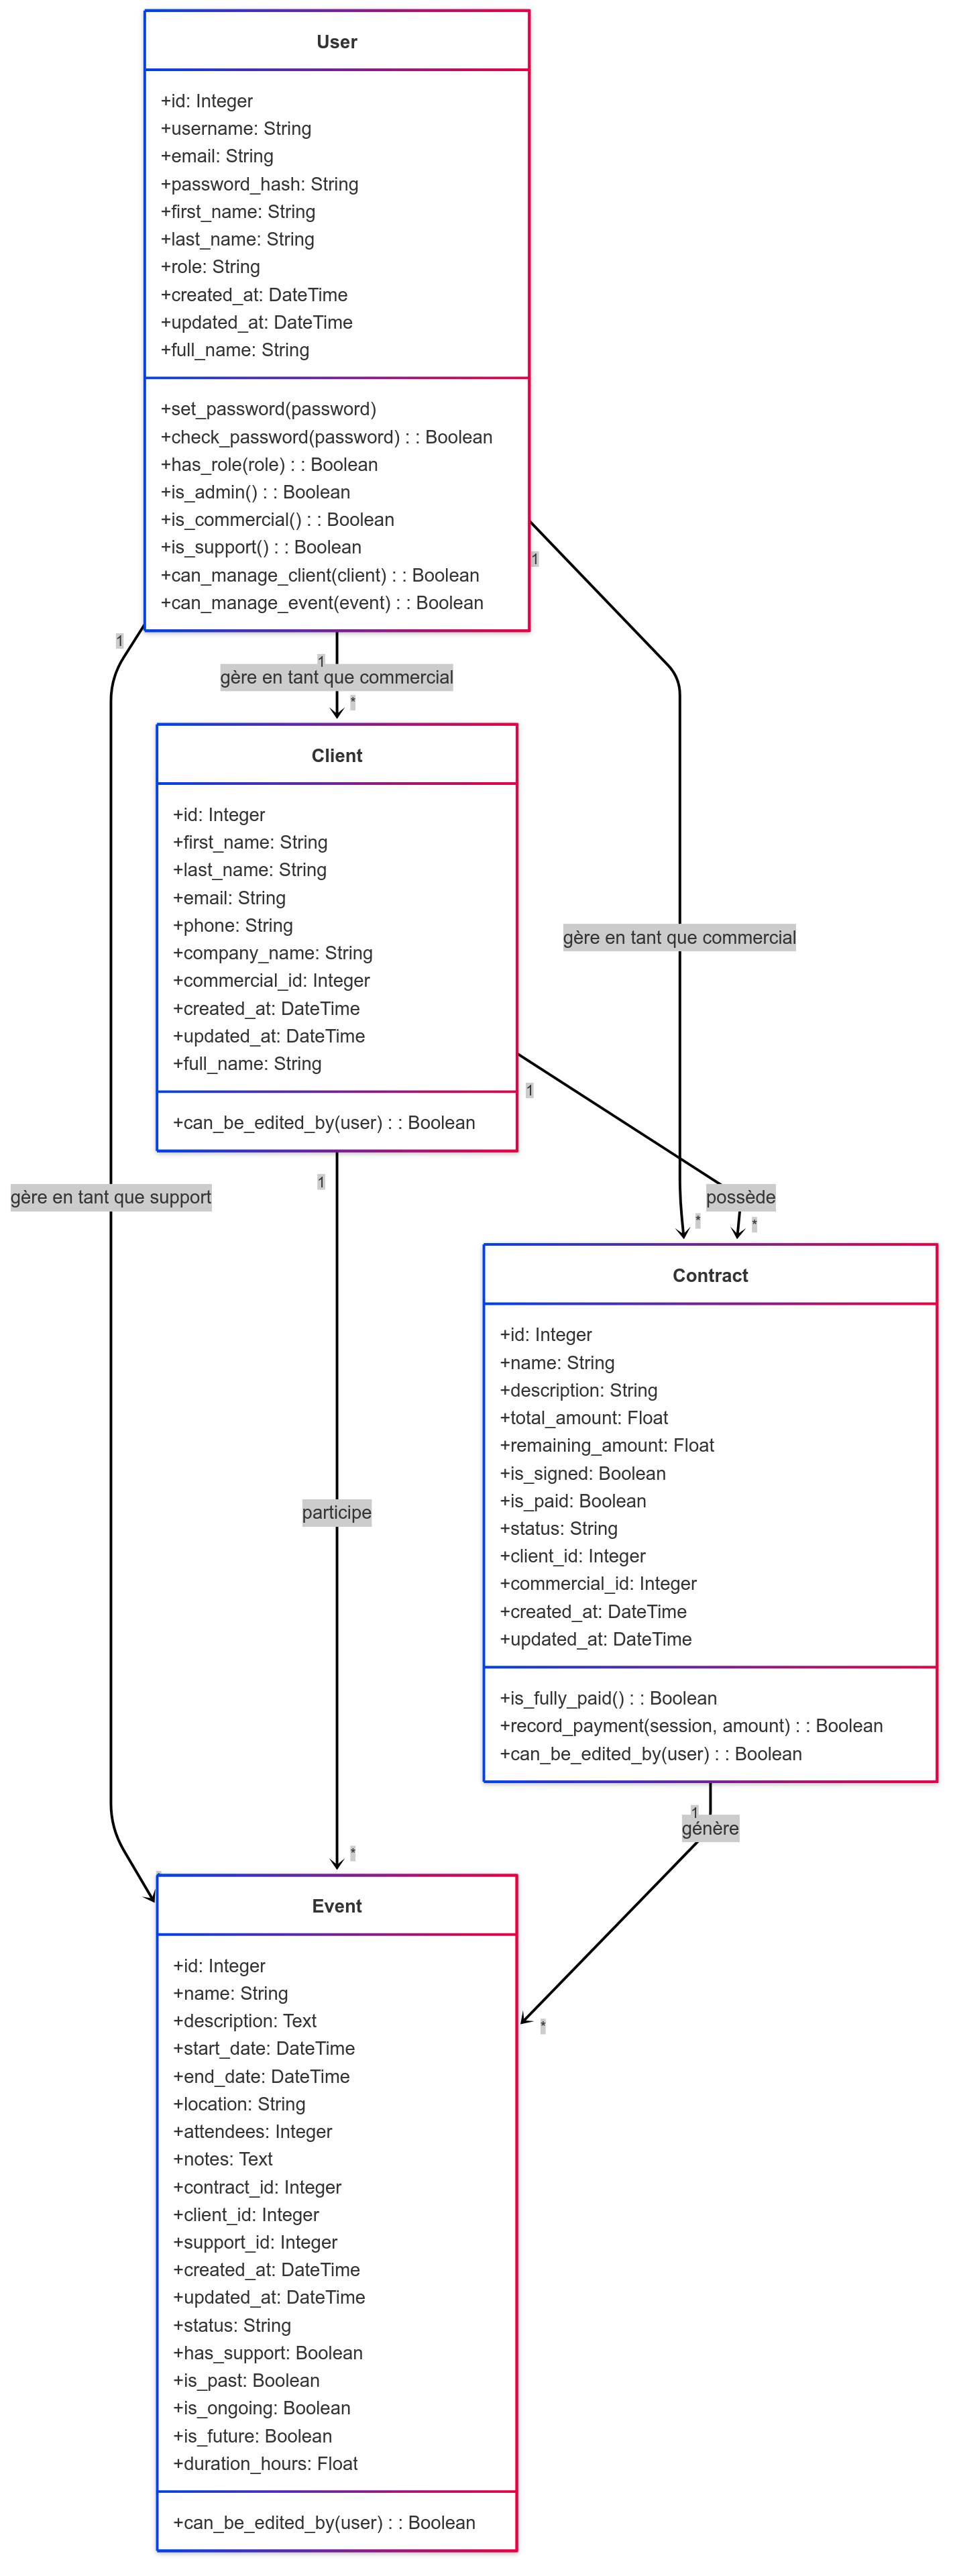 User
+id: Integer
+username: String
+email: String
+password_hash: String
+first_name: String
+last_name: String
+role: String
+created_at: DateTime
+updated_at: DateTime
+full_name: String
+set_password(password)
+check_password(password) : : Boolean
+has_role(role) : : Boolean
+is_admin() : : Boolean
+is_commercial() : : Boolean
+is_support() : : Boolean
+can_manage_client(client) : : Boolean
+can_manage_event(event) : : Boolean
1
1
1
gère en tant que commercial
*
Client
+id: Integer
+first_name: String
+last_name: String
+email: String
+phone: String
+company_name: String
+commercial_id: Integer
+created_at: DateTime
+updated_at: DateTime
+full_name: String
+can_be_edited_by(user) : : Boolean
gère en tant que commercial
1
1
gère en tant que support
possède
*
*
Contract
+id: Integer
+name: String
+description: String
+total_amount: Float
+remaining_amount: Float
+is_signed: Boolean
+is_paid: Boolean
+status: String
+client_id: Integer
+commercial_id: Integer
+created_at: DateTime
+updated_at: DateTime
+is_fully_paid() : : Boolean
+record_payment(session, amount) : : Boolean
+can_be_edited_by(user) : : Boolean
participe
1
génère
*
*
Event
+id: Integer
+name: String
+description: Text
+start_date: DateTime
+end_date: DateTime
+location: String
+attendees: Integer
+notes: Text
+contract_id: Integer
+client_id: Integer
+support_id: Integer
+created_at: DateTime
+updated_at: DateTime
+status: String
+has_support: Boolean
+is_past: Boolean
+is_ongoing: Boolean
+is_future: Boolean
+duration_hours: Float
+can_be_edited_by(user) : : Boolean